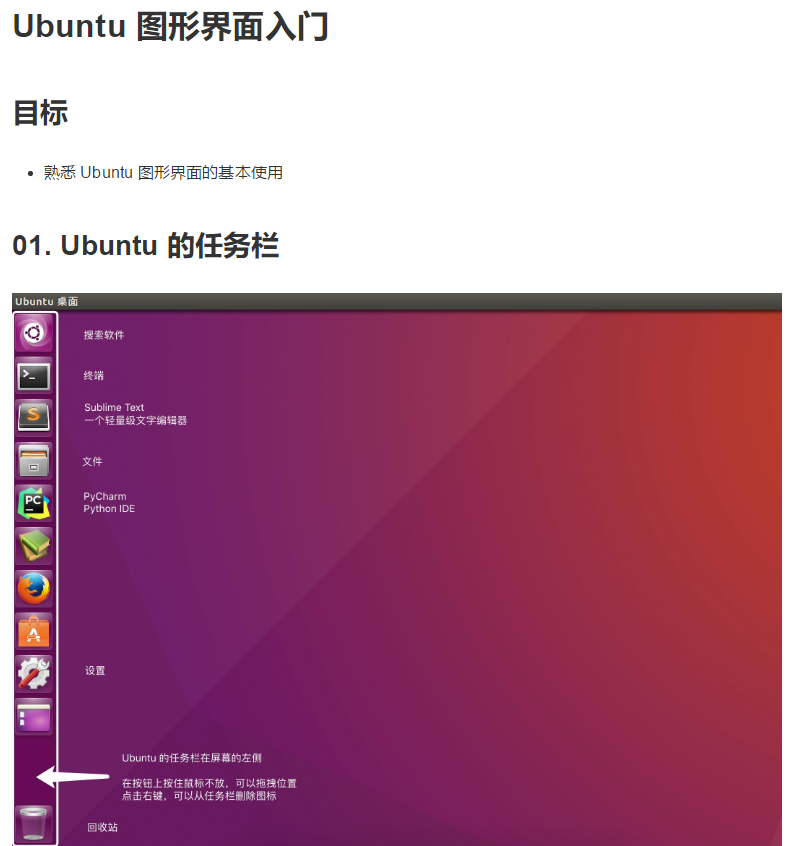 Ubuntu 图形界面入门
目标
熟悉 Ubuntu 图形界面的基本使用
01. Ubuntu 的任务栏
Ubuntu 桌面
搜索软件
终端
Sublime Text
一个轻量级文字编辑器
文件
PC
PyCharm
Python IDE
设置
Ubuntu 的任务栏在屏幕的左侧
在按钮上按住鼠标不放，可以拖拽位置
点击右键，可以从任务栏删除图标
回收站